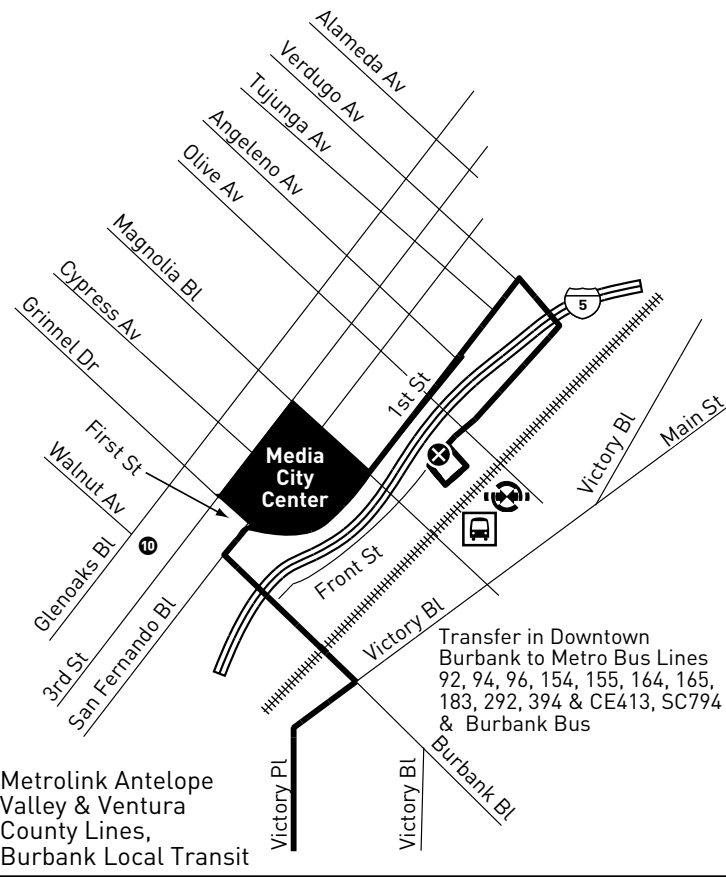 Alameda Av
Verdugo Av
Tujunga Av
Angeleno Av
Olive Av
Magnolia Bl
Cypress Av
Grinnel Dr
First St
Walnut Av
Glenoaks Bl
10
3rd St
San Fernando Bl
Media
City
Center
1st St
5
Front St
Victory Bl
Main St
Victory Bl
Transfer in Downtown
Burbank to Metro Bus Lines
92, 94, 96, 154, 155, 164, 165,
183, 292, 394 & CE413, SC794
& Burbank Bus
Burbank Bl
Victory Pl
Victory Bl
Metrolink Antelope
Valley & Ventura
County Lines,
Burbank Local Transit